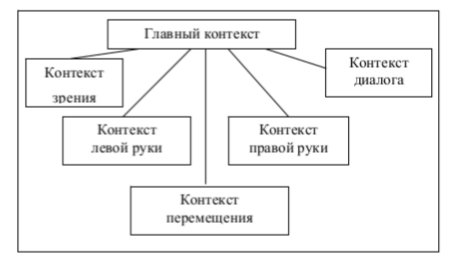 Главный контекст
Контекст
зрения
Контекст
диалога
Контекст
левой руки
Контекст
правой руки
Контекст
перемещения